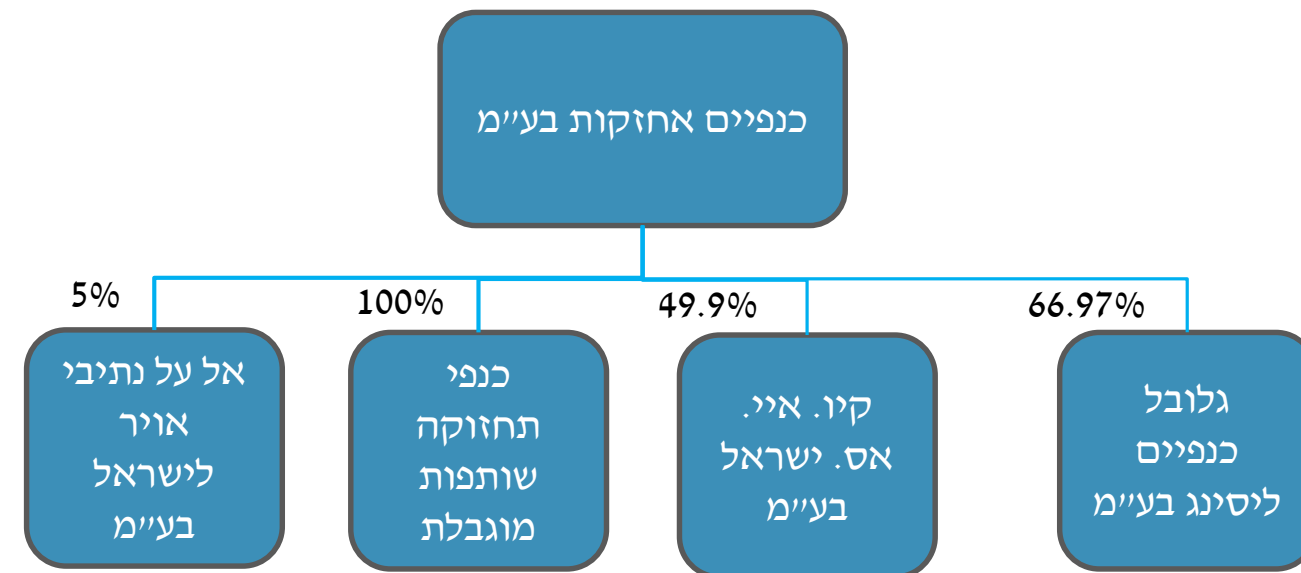 כנפיים אחזקות בע״מ
66.97%
49.9%
100%
5%
גלובל
כנפיים
ליסינג בע״מ
קיו. איי.
אס. ישראל
בע״מ
כנפי
תחזוקה
שותפות
מוגבלת
אל על נתיבי
אויר
לישראל
בע״מ